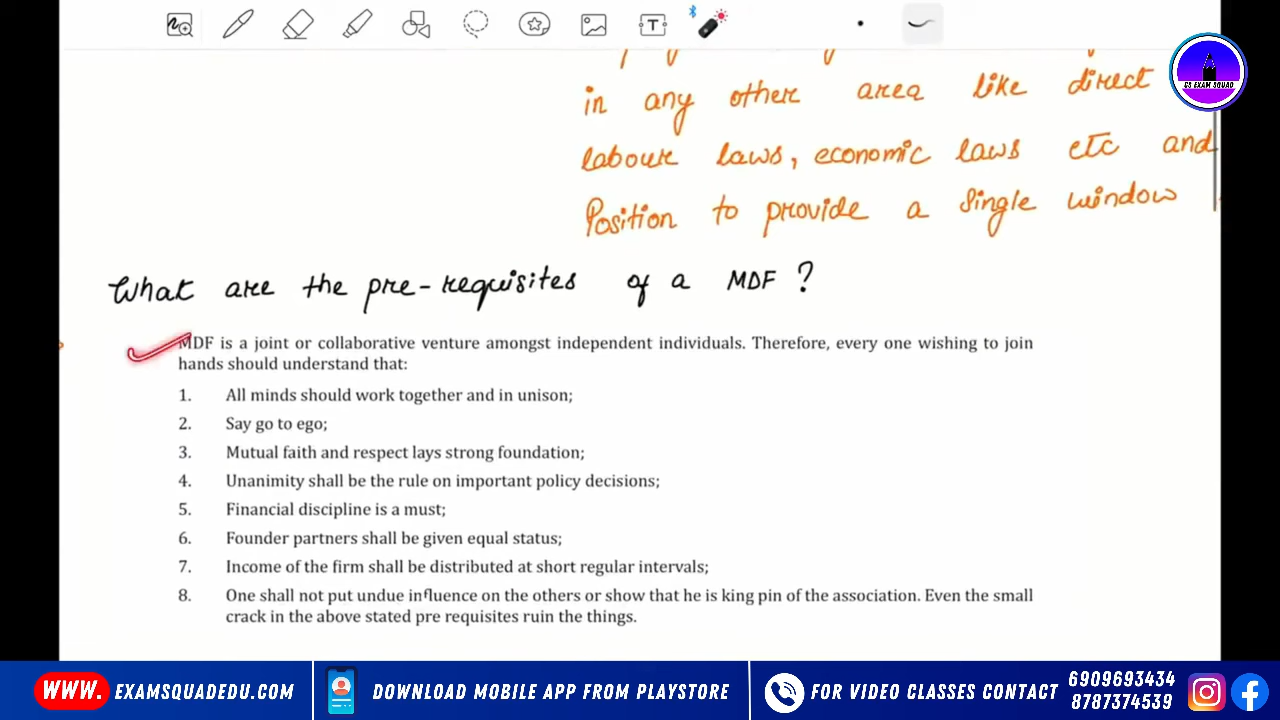 in any other area like direct
labour laws, economic laws etc and
Position to provide a single window
What are the pre-requisites of a MDF ?
MDF is a joint or collaborative venture amongst independent individuals. Therefore, every one wishing to join
hands should understand that:
1. All minds should work together and in unison;
2. Say go to ego;
3. Mutual faith and respect lays strong foundation;
4. Unanimity shall be the rule on important policy decisions;
5. Financial discipline is a must;
6. Founder partners shall be given equal status;
7. Income of the firm shall be distributed at short regular intervals;
8. One shall not put undue influence on the others or show that he is king pin of the association. Even the small
crack in the above stated pre requisites ruin the things.
CS EXAM SQUAD
WWW. EXAMSQUADEDU.COM
DOWNLOAD MOBILE APP FROM PLAYSTORE
FOR VIDEO CLASSES CONTACT
6909693434
8787374539